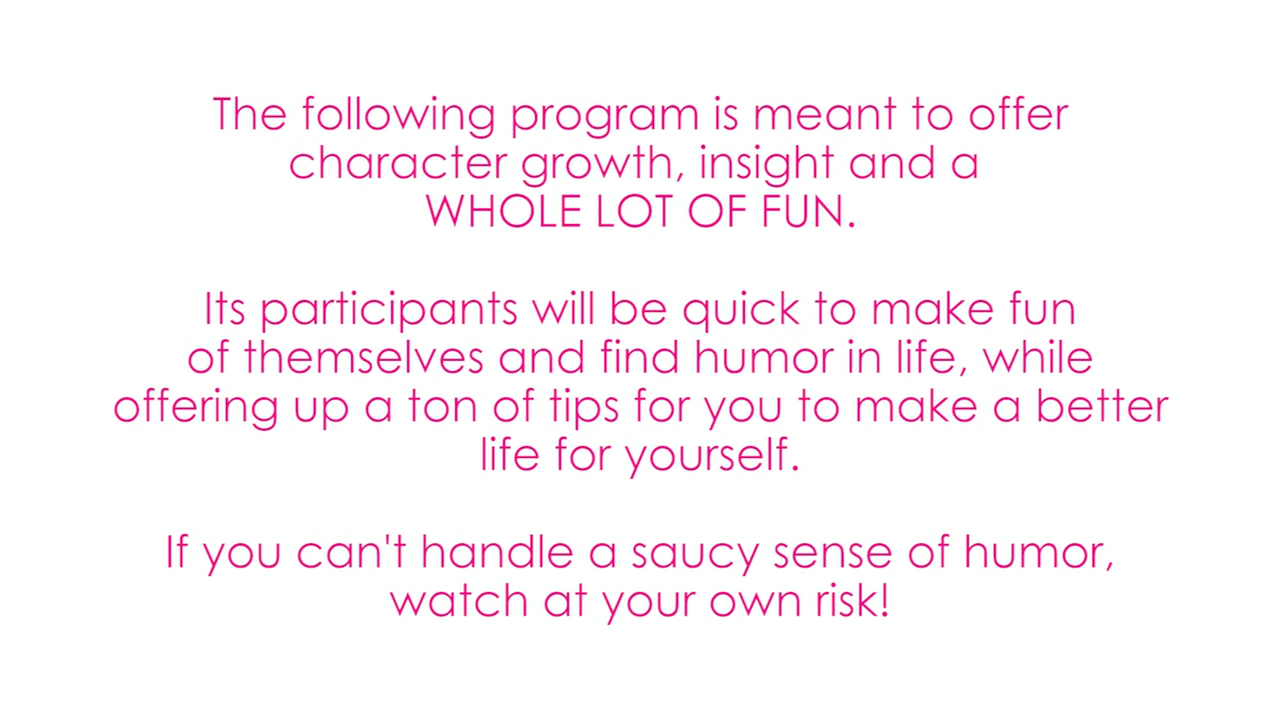 The following program is meant to offer
character growth, insight and a
WHOLE LOT OF FUN.
Its participants will be quick to make fun
of themselves and find humor in life, while
offering up a ton of tips for you to make a better
life for yourself.
If you can't handle a saucy sense of humor,
watch at your own risk!